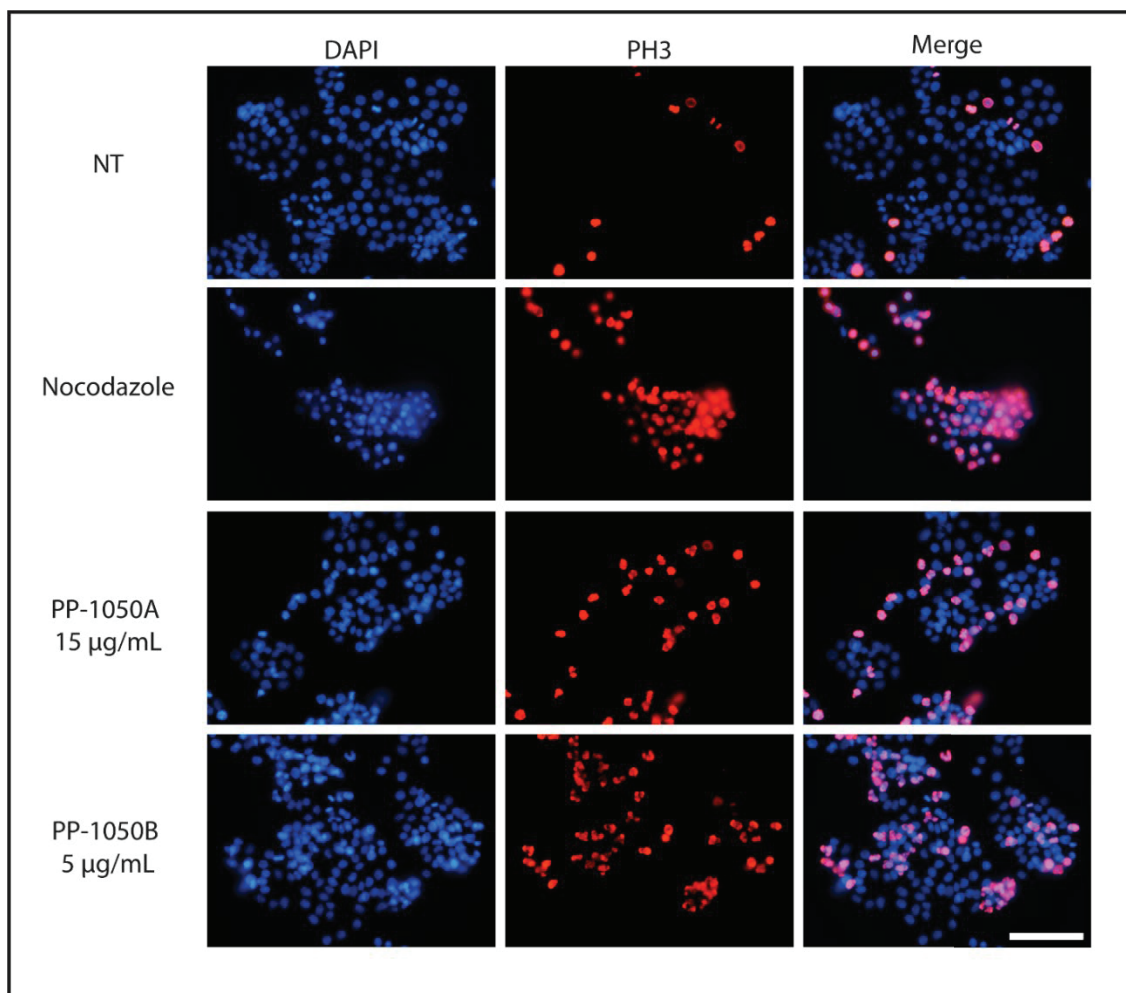 DAPI PH3 Merge
NT
Nocodazole
PP-1050A
15 µg/mL
PP-1050B
5 µg/mL